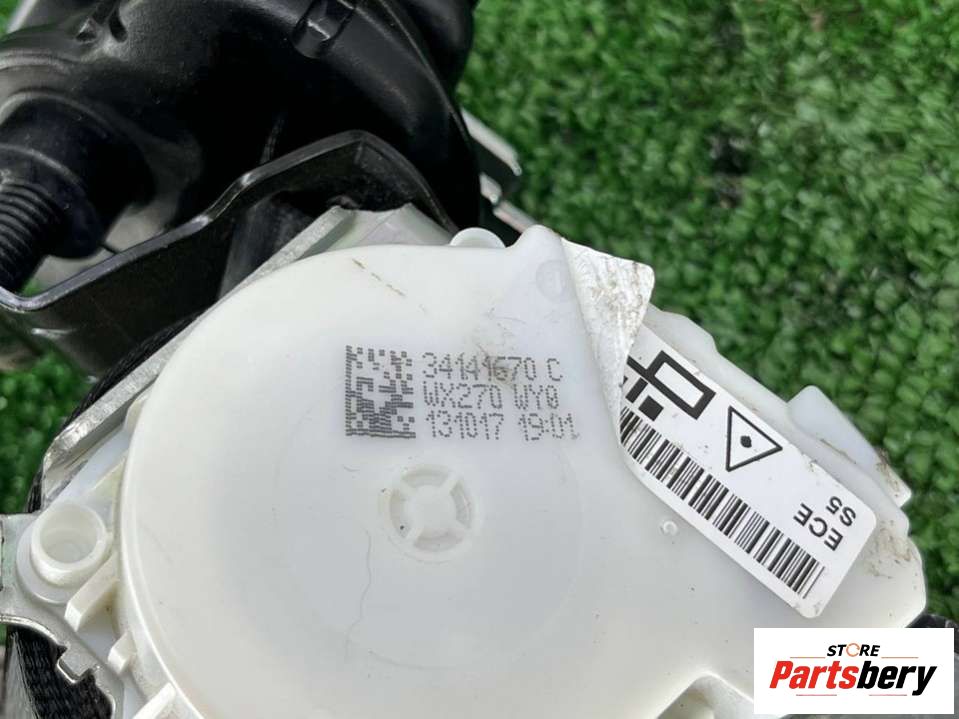 34141670 C
WX270 WY0
131017 19:01
ECE
S5
STORE
Partsbery